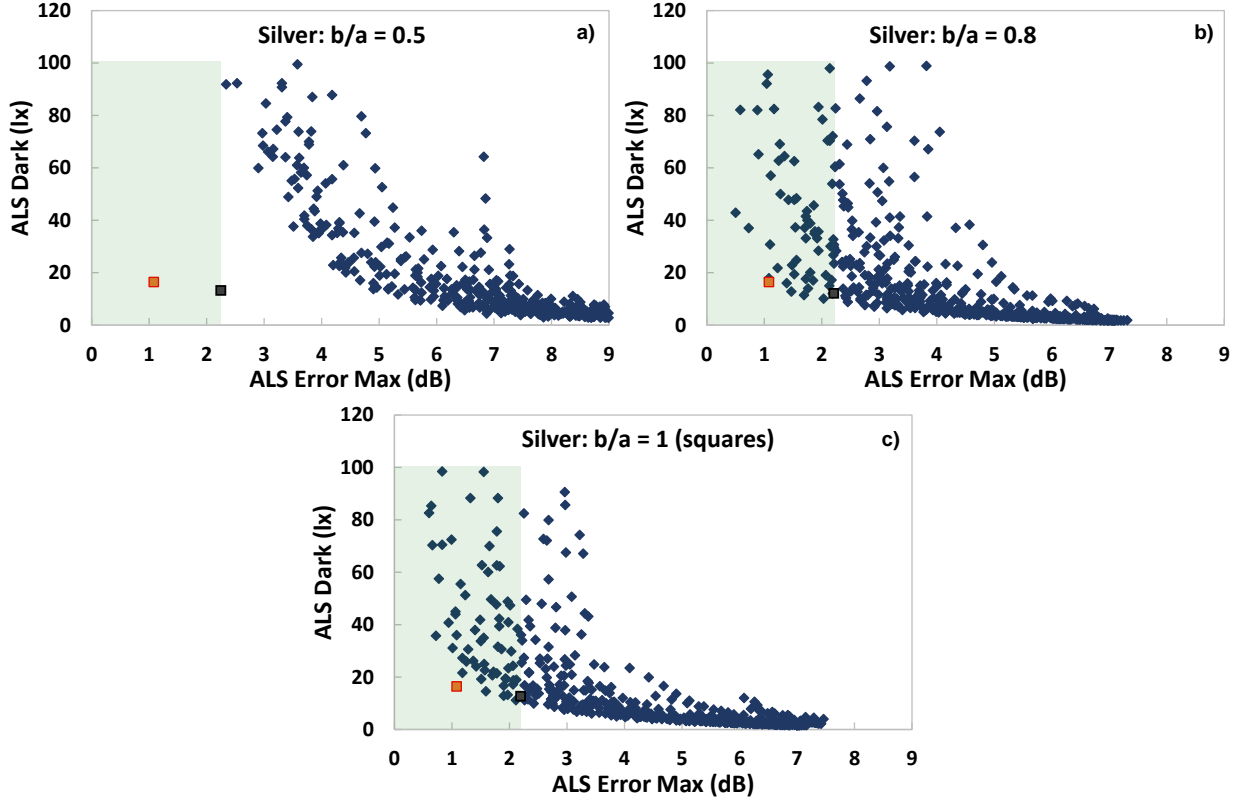 Silver: b/a = 0.5
a)
ALS Dark (lx)
120
100
80
60
40
20
0
0 1 2 3 4 5 6 7 8 9
ALS Error Max (dB)
Silver: b/a = 0.8
b)
ALS Dark (lx)
120
100
80
60
40
20
0
0 1 2 3 4 5 6 7 8 9
ALS Error Max (dB)
Silver: b/a = 1 (squares)
c)
ALS Dark (lx)
120
100
80
60
40
20
0
0 1 2 3 4 5 6 7 8 9
ALS Error Max (dB)